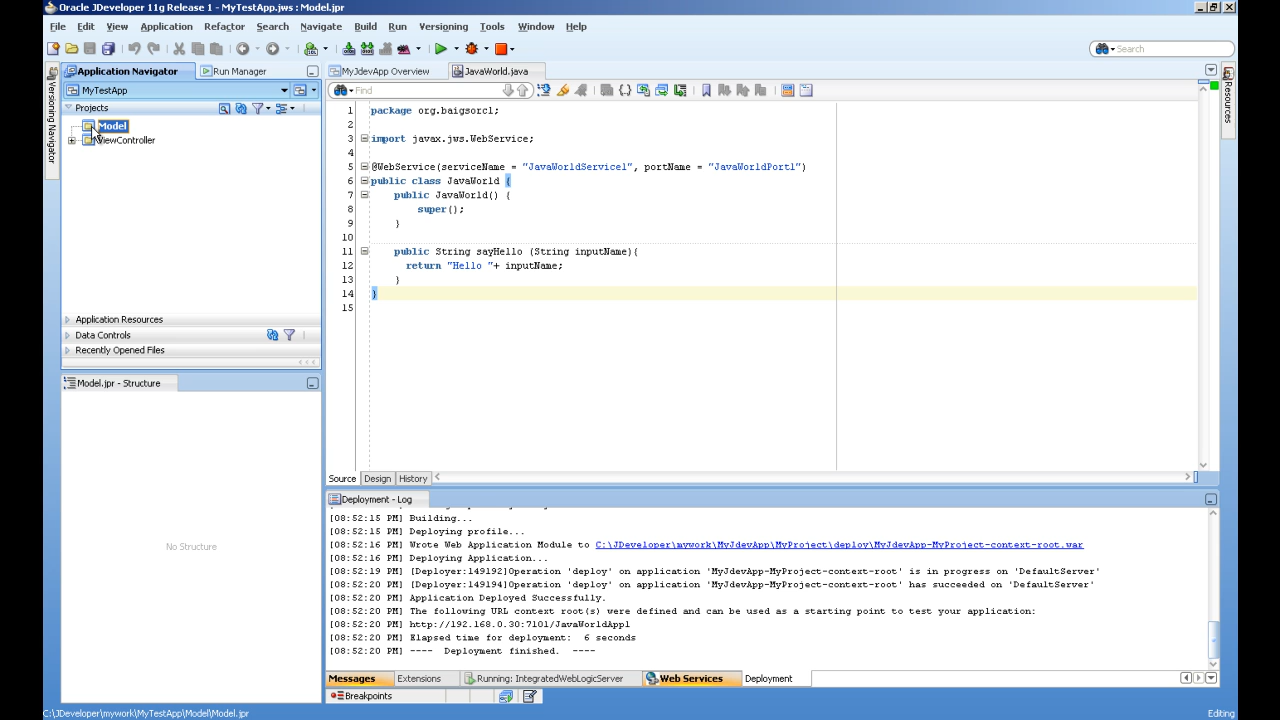 Oracle JDeveloper 11g Release 1 - MyTestApp.jws : Model.jpr
File Edit View Application Refactor Search Navigate Build Run Versioning Tools Window Help
Search
Application Navigator
Run Manager
MyJdevApp Overview
JavaWorld.java
Versioning Navigator
Resources
MyTestApp
Find
Projects
Model
ViewController
Application Resources
Data Controls
Recently Opened Files
Model.jpr - Structure
No Structure
1 package org.baigsorcl;
2
3 import javax.jws.WebService;
4
5 @WebService(serviceName = "JavaWorldService1", portName = "JavaWorldPort1")
6 public class JavaWorld {
7 public JavaWorld() {
8 super();
9 }
10
11 public String sayHello (String inputName){
12 return "Hello "+ inputName;
13 }
14 }
15
Source Design History
Deployment - Log
[08:52:15 PM] Building...
[08:52:15 PM] Deploying profile...
[08:52:16 PM] Wrote Web Application Module to C:\JDeveloper\mywork\MyJdevApp\MyProject\deploy\MyJdevApp-MyProject-context-root.war
[08:52:16 PM] Deploying Application...
[08:52:19 PM] [Deployer:149192]Operation 'deploy' on application 'MyJdevApp-MyProject-context-root' is in progress on 'DefaultServer'
[08:52:20 PM] [Deployer:149194]Operation 'deploy' on application 'MyJdevApp-MyProject-context-root' has succeeded on 'DefaultServer'
[08:52:20 PM] Application Deployed Successfully.
[08:52:20 PM] The following URL context root(s) were defined and can be used as a starting point to test your application:
[08:52:20 PM] http://192.168.0.30:7101/JavaWorldApp1
[08:52:20 PM] Elapsed time for deployment: 6 seconds
[08:52:20 PM] ---- Deployment finished. ----
Messages Extensions Running: IntegratedWebLogicServer Web Services Deployment
Breakpoints
C:\JDeveloper\mywork\MyTestApp\Model\Model.jpr
Editing